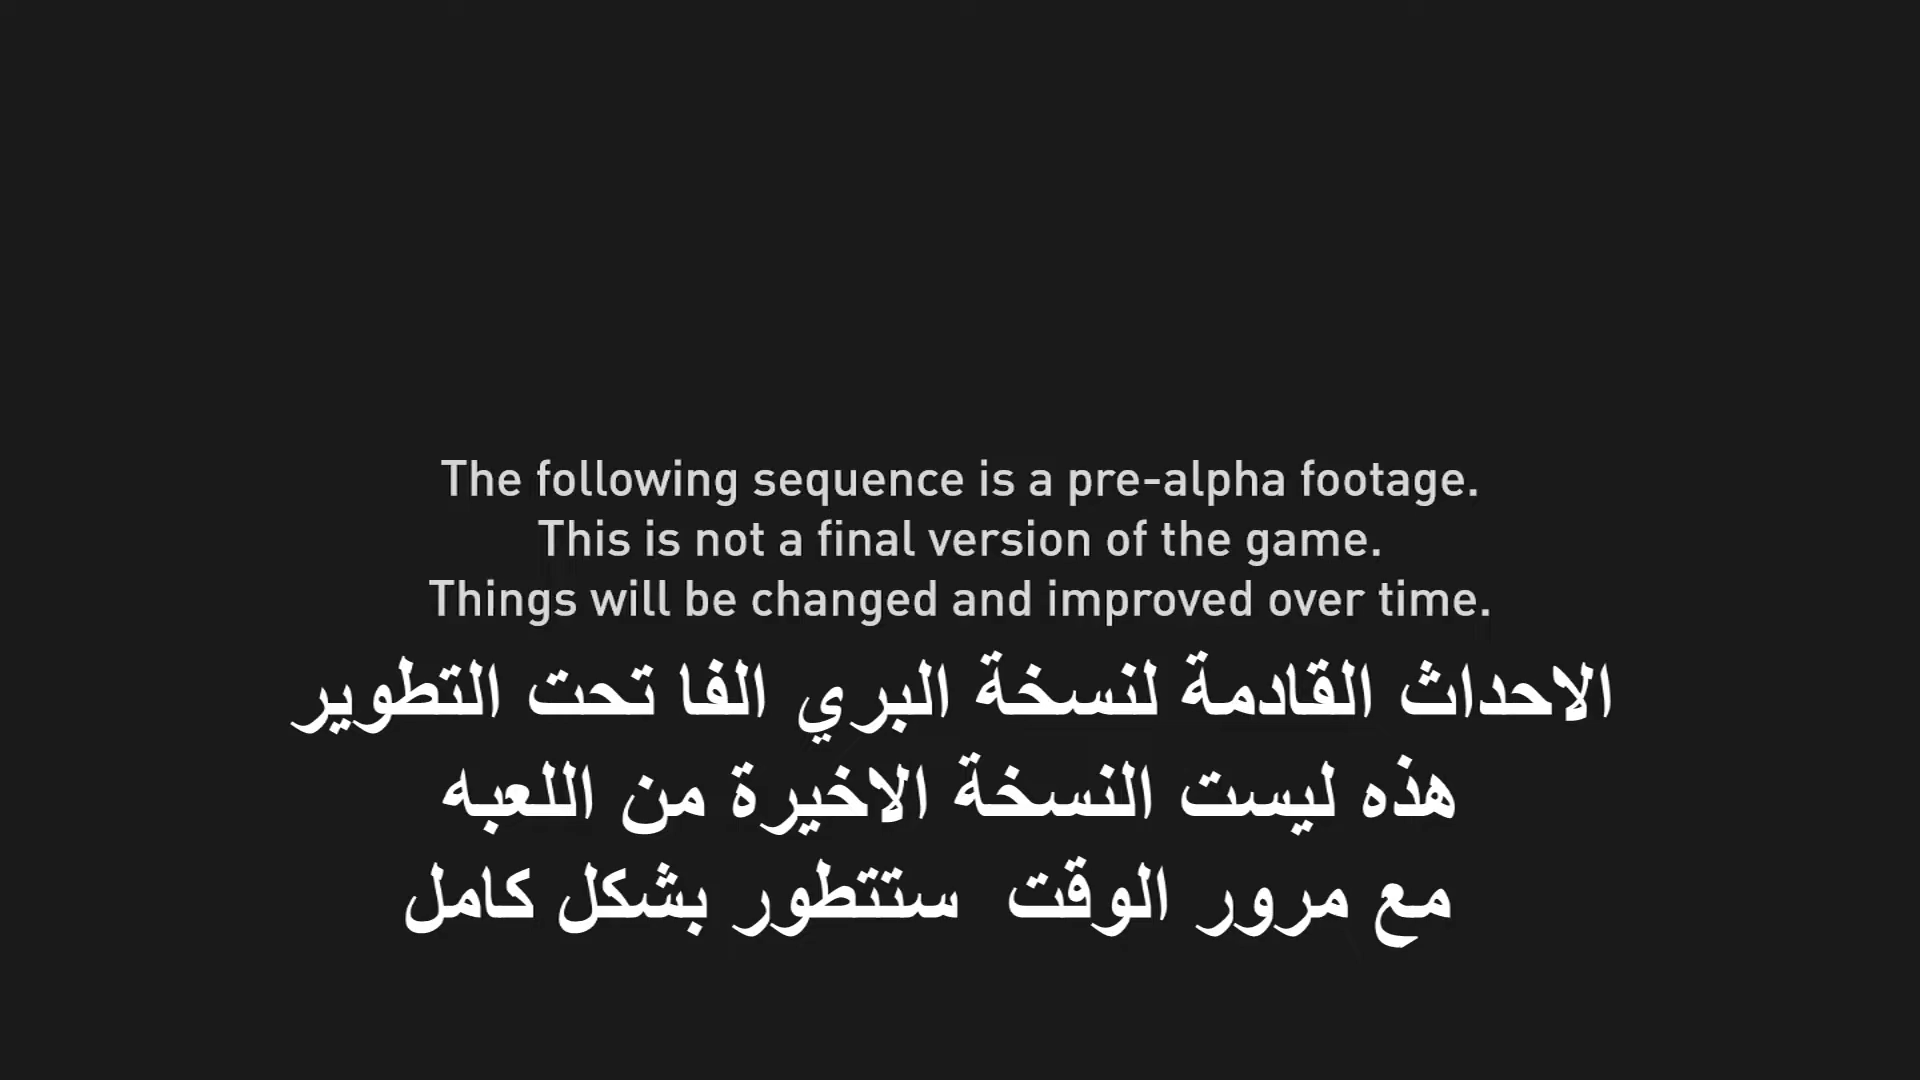 The following sequence is a pre-alpha footage.
This is not a final version of the game.
Things will be changed and improved over time.
الاحداث القادمة لنسخة البري الفا تحت التطوير
هذه ليست النسخة الاخيرة من اللعبه
مع مرور الوقت ستتطور بشكل كامل